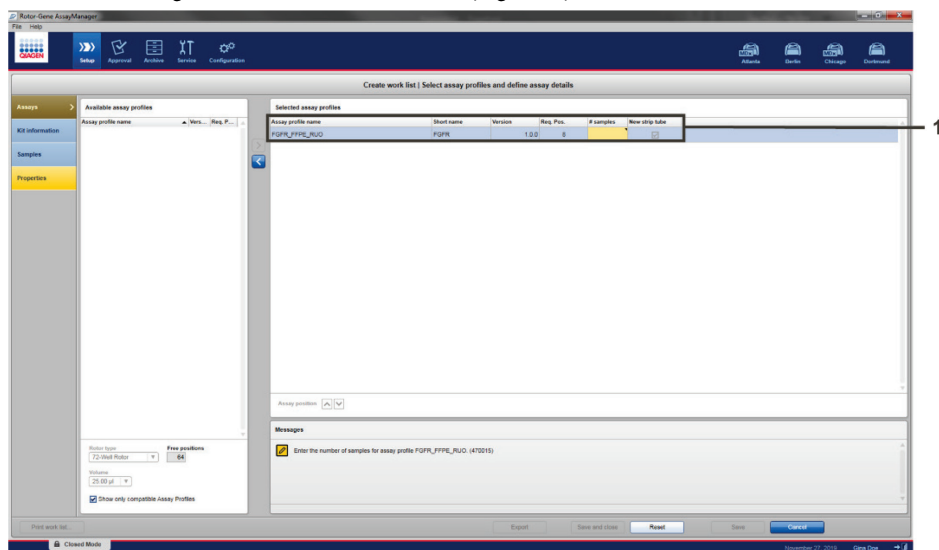 Rotor-Gene AssayManager
File Help
QIAGEN
Setup Approval Archive Service Configuration
Atlanta Berlin Chicago Dortmund
Create work list | Select assay profiles and define assay details
Assays
Kit information
Samples
Properties
Available assay profiles
Assay profile name Vers... Req. P...
Selected assay profiles
Assay profile name Short name Version Req. Pos. # samples New strip tube
FGFR_FFPE_RUO FGFR 1.0.0 8
1
Assay position
Rotor type Free positions
72-Well Rotor 64
Volume
25.00 µl
Show only compatible Assay Profiles
Messages
Enter the number of samples for assay profile FGFR_FFPE_RUO. (470015)
Print work list... Export Save and close Reset Save Cancel
Closed Mode November 27, 2016 Gina Doe